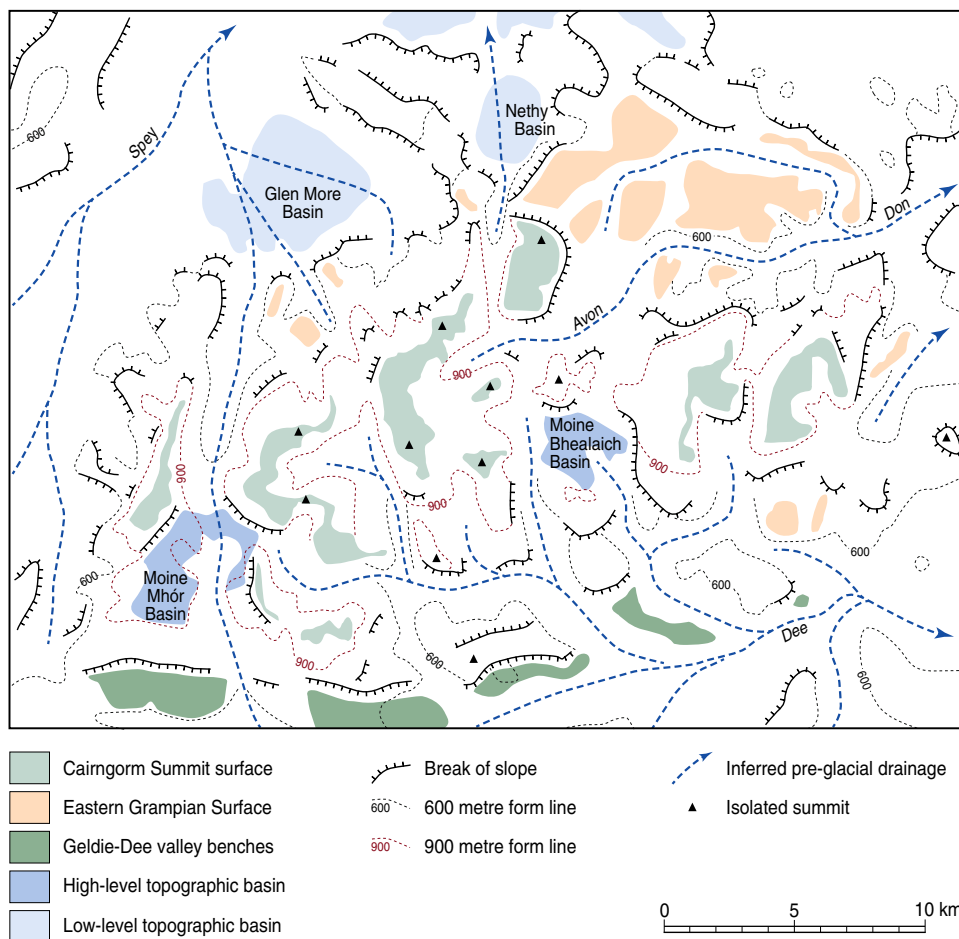 Nethy
Basin
600
Spey
Glen More
Basin
Don
600
Avon
900
Moine
Bhealaich
Basin
900
900
900
600
Moine
Mhór
Basin
Dee
900
600
600
600
Cairngorm Summit surface
Eastern Grampian Surface
Geldie-Dee valley benches
High-level topographic basin
Low-level topographic basin
Break of slope
600 600 metre form line
900 900 metre form line
Inferred pre-glacial drainage
Isolated summit
0 5 10 km